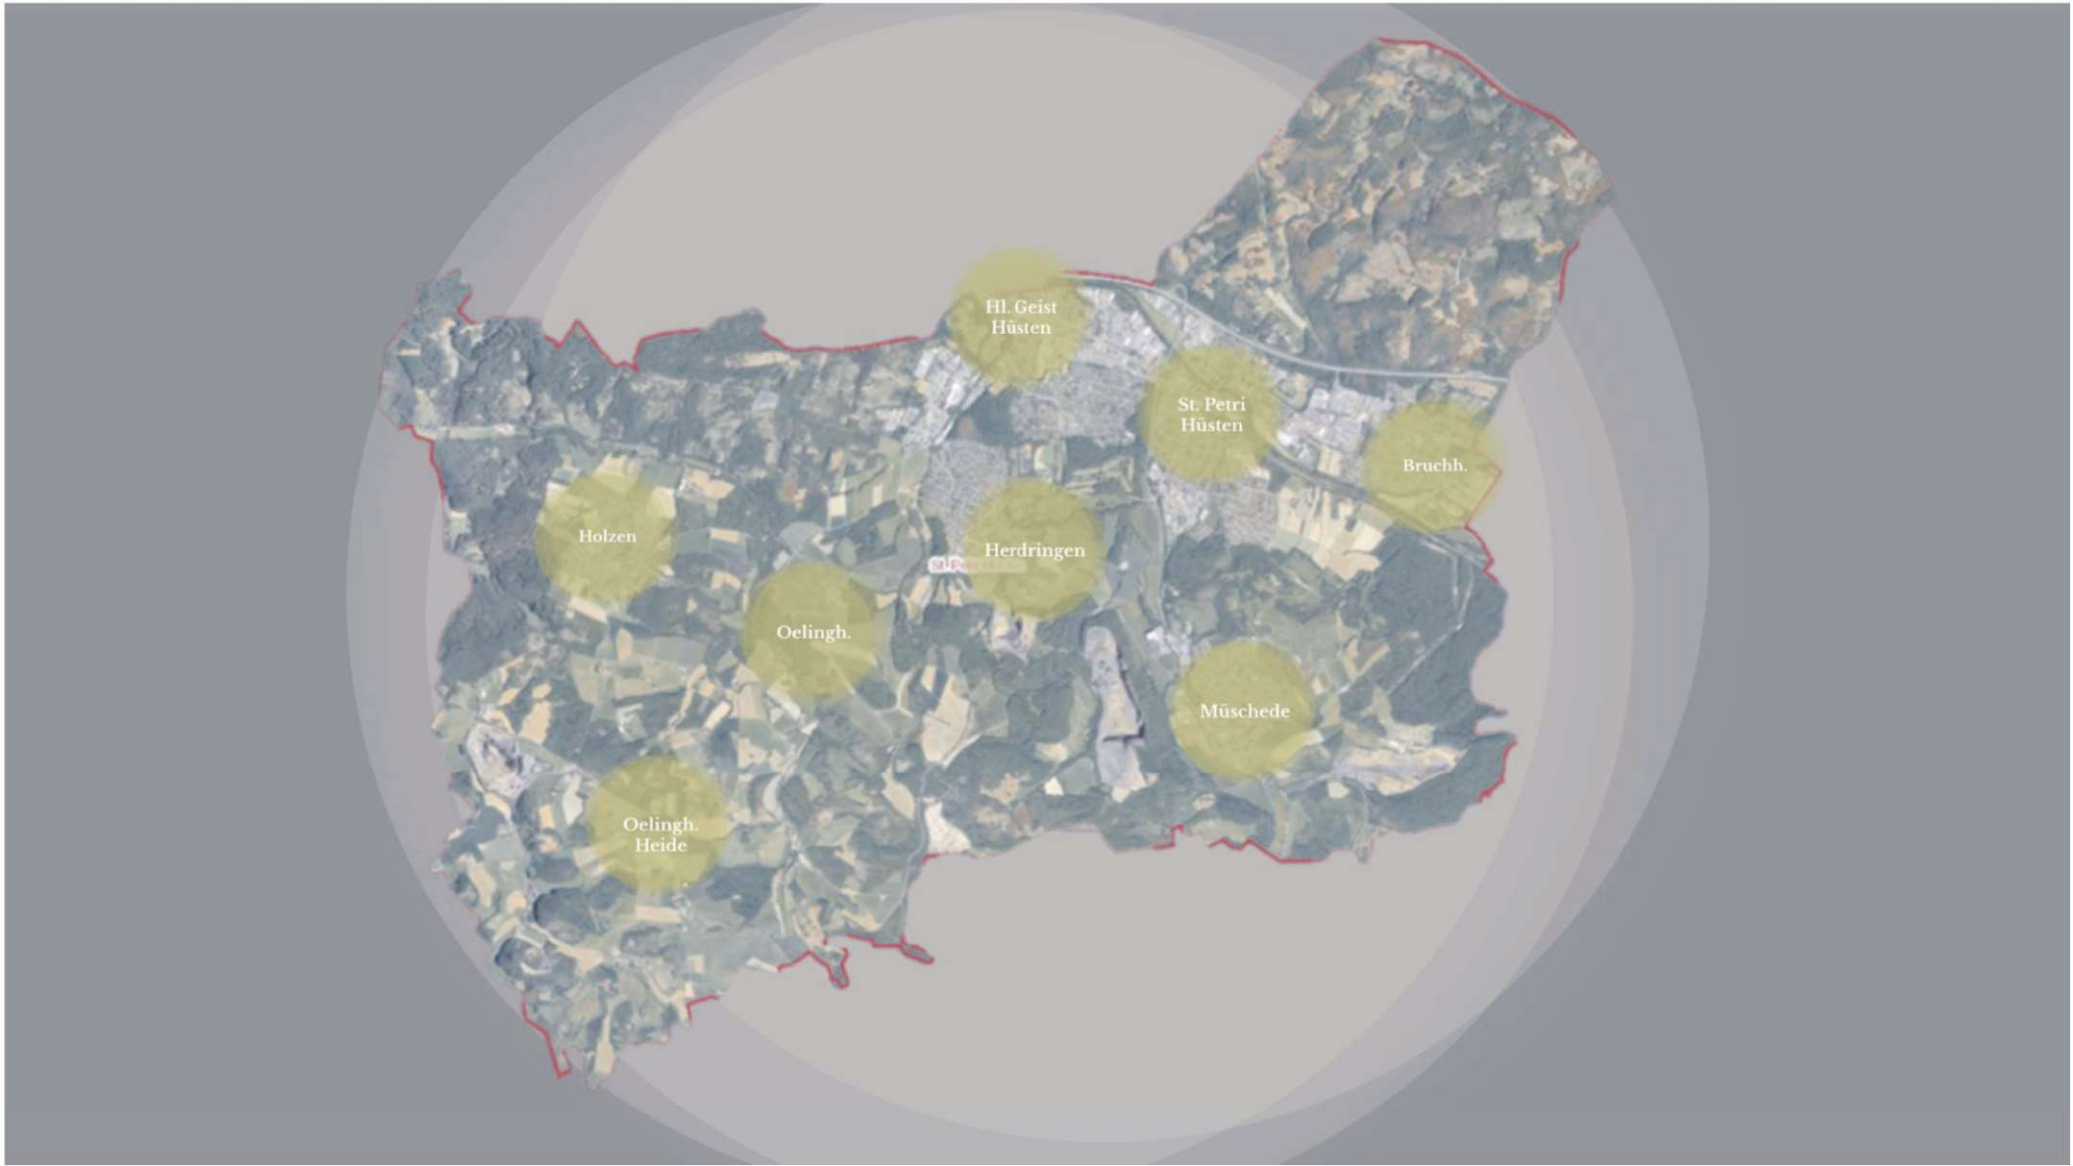 Hl. Geist
Hüsten
St. Petri
Hüsten
Bruchh.
Holzen
Herdringen
Oelingh.
Müschede
Oelingh.
Heide